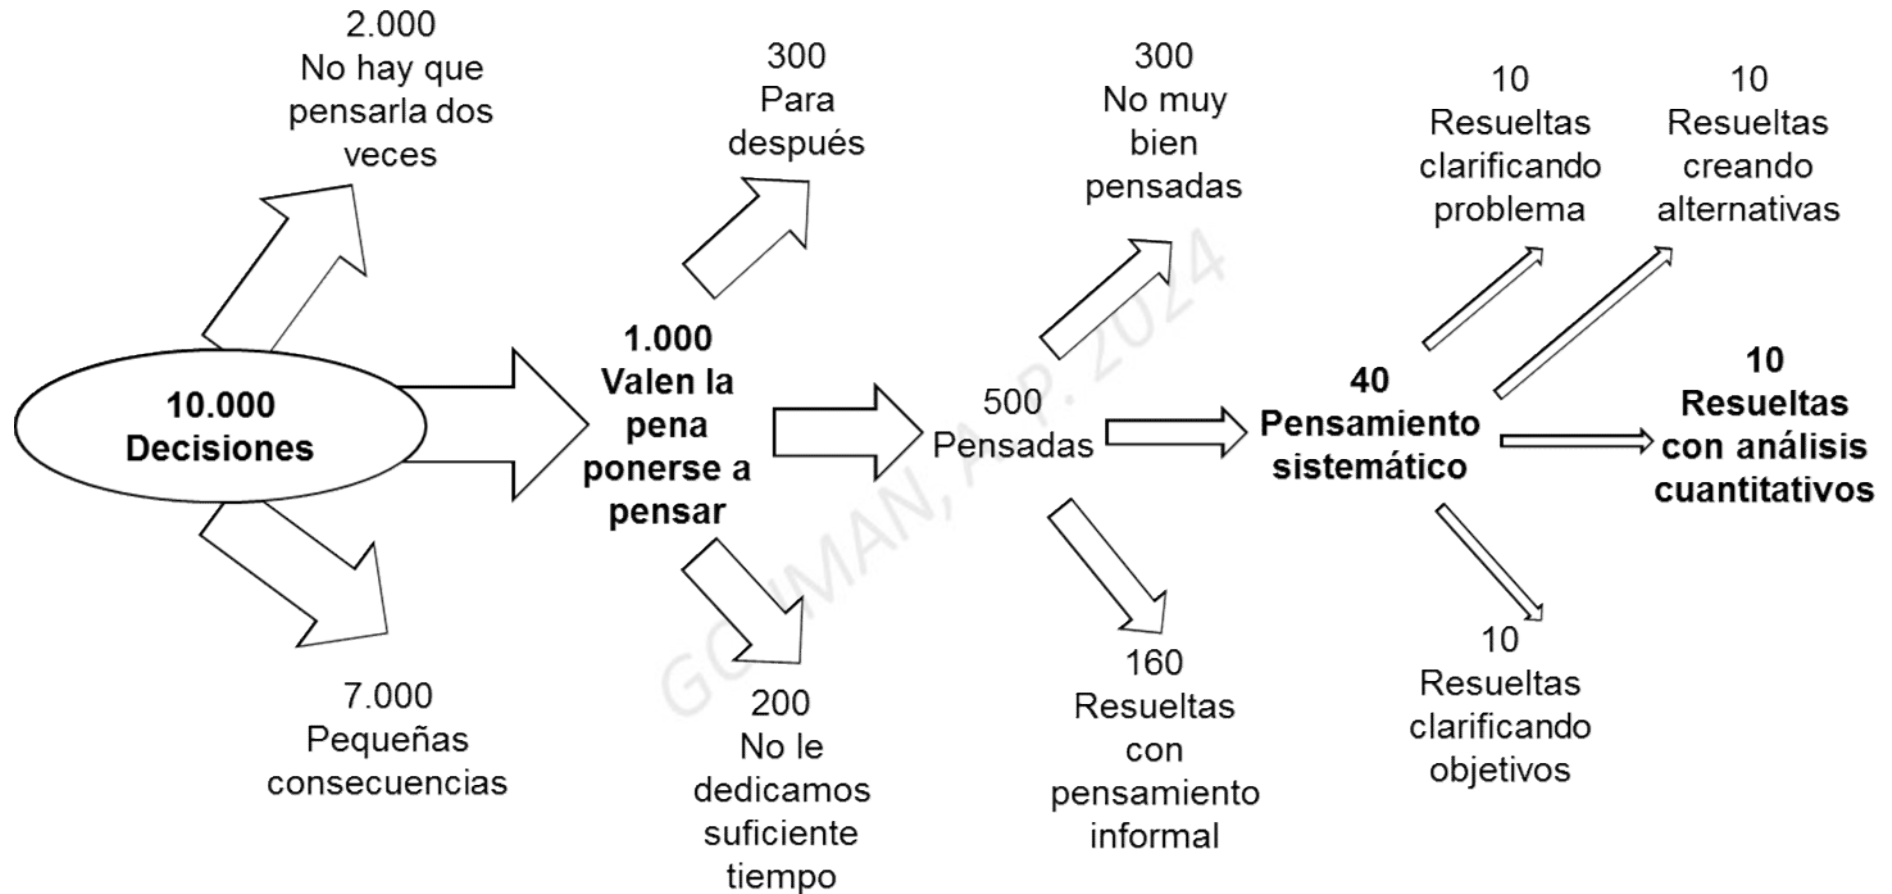 2.000
No hay que
pensarla dos
veces
300
Para
después
300
No muy
bien
pensadas
10
Resueltas
clarificando
problema
10
Resueltas
creando
alternativas
10.000
Decisiones
1.000
Valen la
pena
ponerse a
pensar
500
Pensadas
40
Pensamiento
sistemático
10
Resueltas
con análisis
cuantitativos
7.000
Pequeñas
consecuencias
200
No le
dedicamos
suficiente
tiempo
160
Resueltas
con
pensamiento
informal
10
Resueltas
clarificando
objetivos
P. 2024